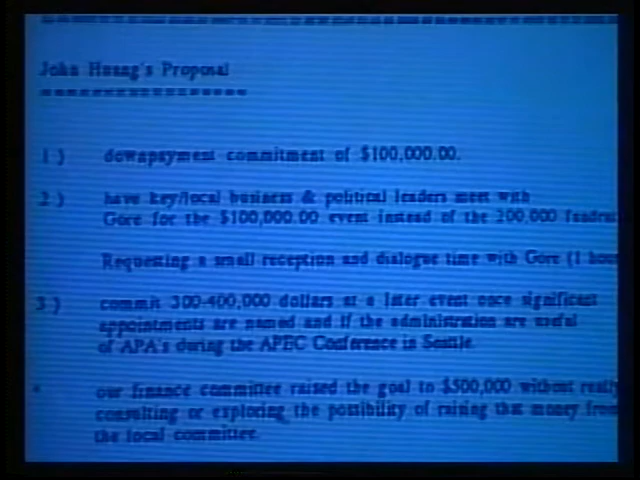 John Huang's Proposal
1) downpayment commitment of $100,000.00.
2) have key/local business & political leaders meet with
Gore for the $100,000.00 event instead of the 200,000
Requesting a small reception and dialogue time with Gore (1 hour
3) commit 300-400,000 dollars at a later event once significant
appointments are named and if the administration are useful
of APA's during the APEC Conference in Seattle
* our finance committee raised the goal to $500,000 without really
consulting or exploring the possibility of raising that money from
the local committee.